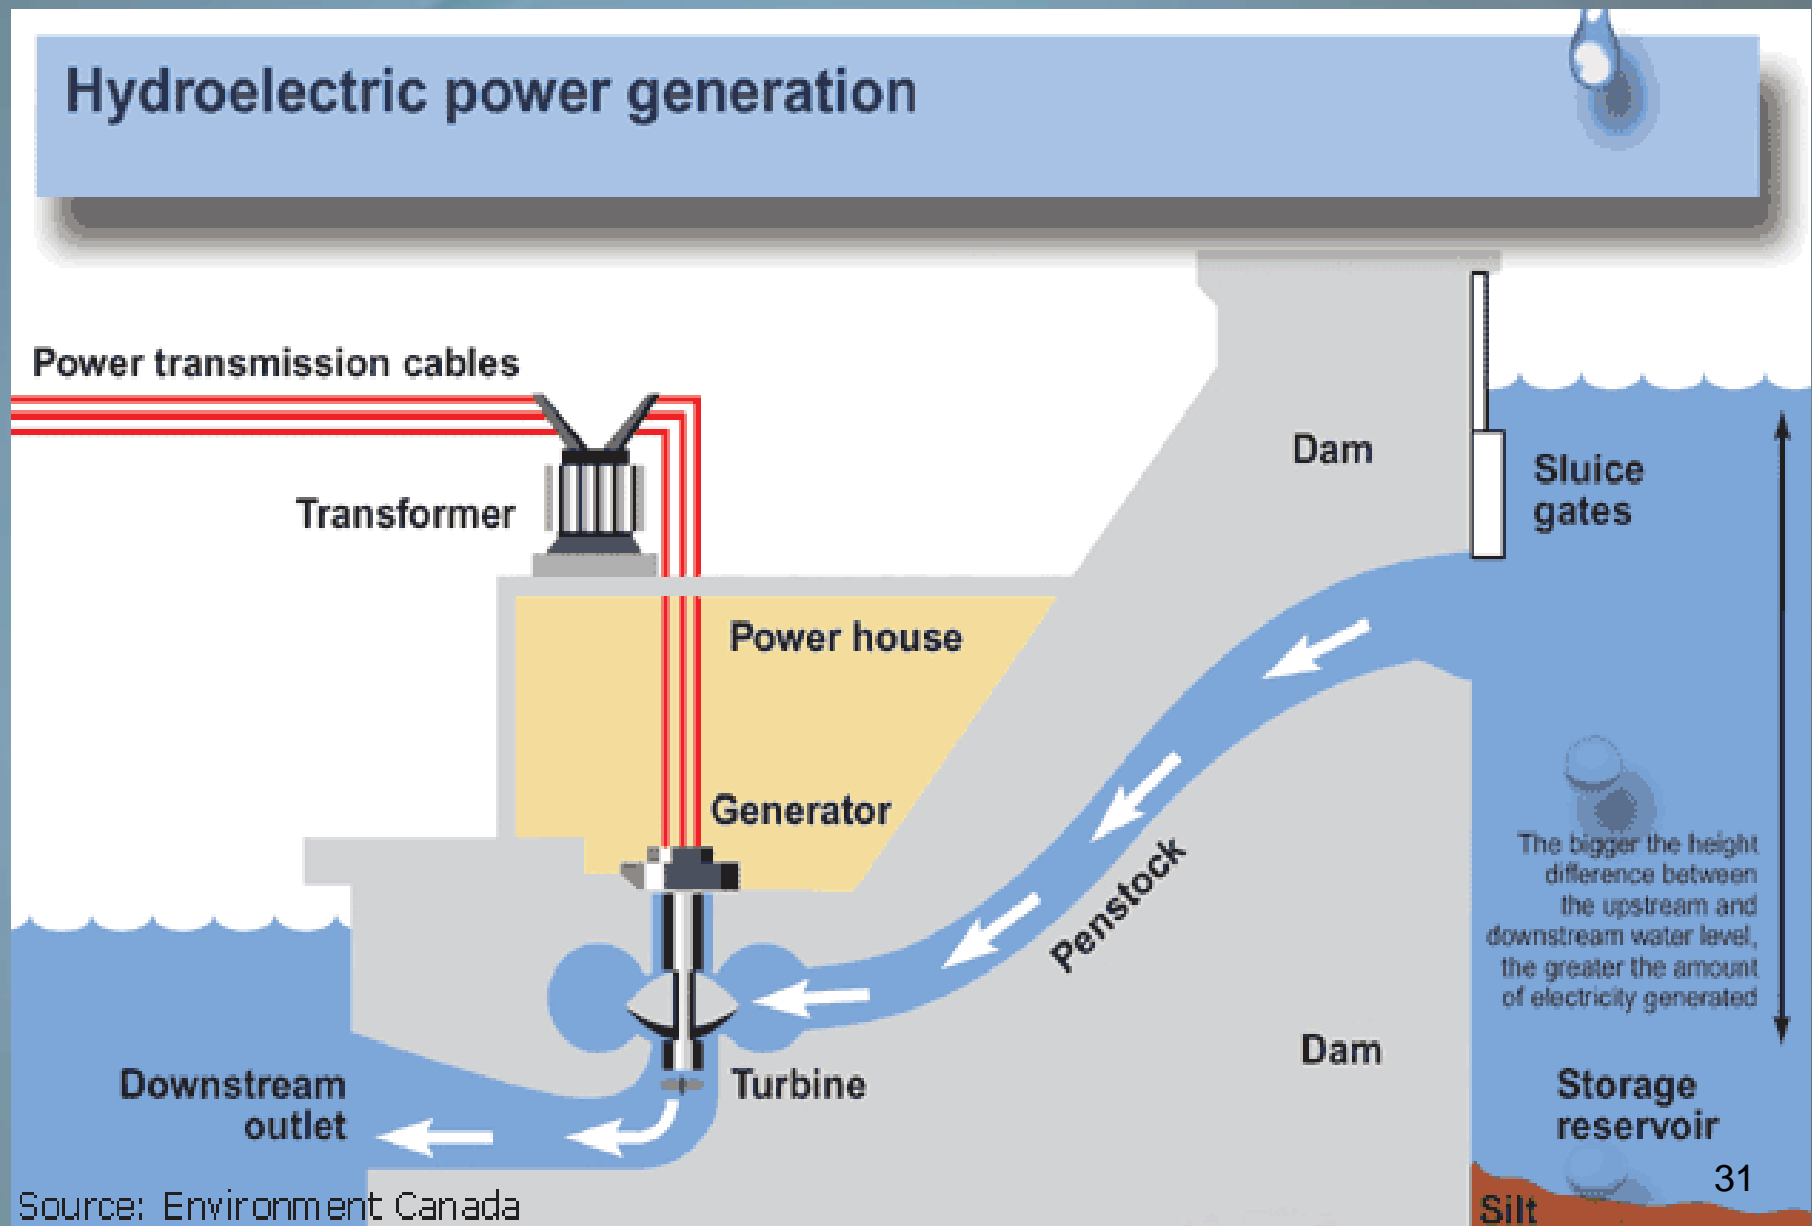 Hydroelectric power generation
Power transmission cables
Transformer
Dam
Sluice
gates
Power house
Generator
Penstock
The bigger the height
difference between
the upstream and
downstream water level,
the greater the amount
of electricity generated
Dam
Turbine
Downstream
outlet
Storage
reservoir
31
Silt
Source: Environment Canada